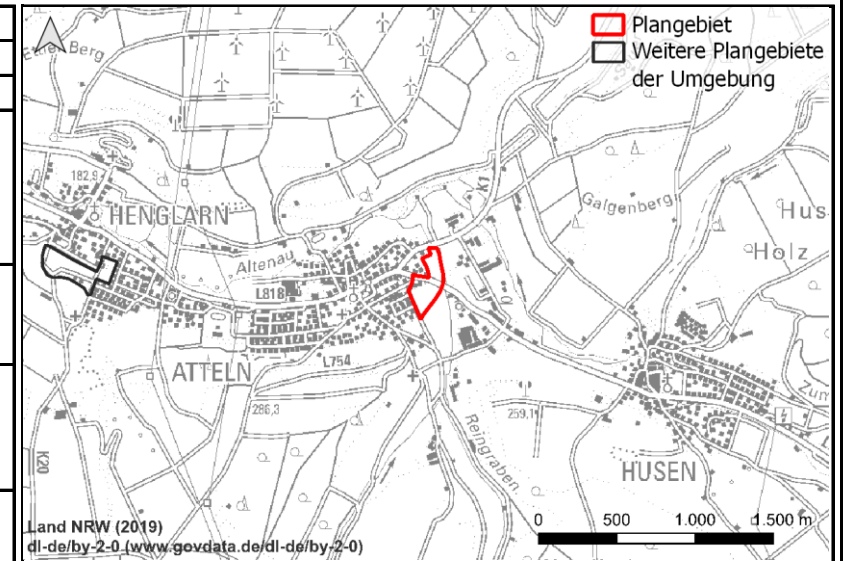 Plangebiet
Weitere Plangebiete
der Umgebung
Berg
182,9
HENGLARN
K1
Galgenberg
Hus
Holz
Altenau
L818
ATTELN
L754
286,3
259,1
Reingraben
K20
HUSEN
Zum
Land NRW (2019)
dl-de/by-2-0 (www.govdata.de/dl-de/by-2-0)
0 500 1.000 1.500 m